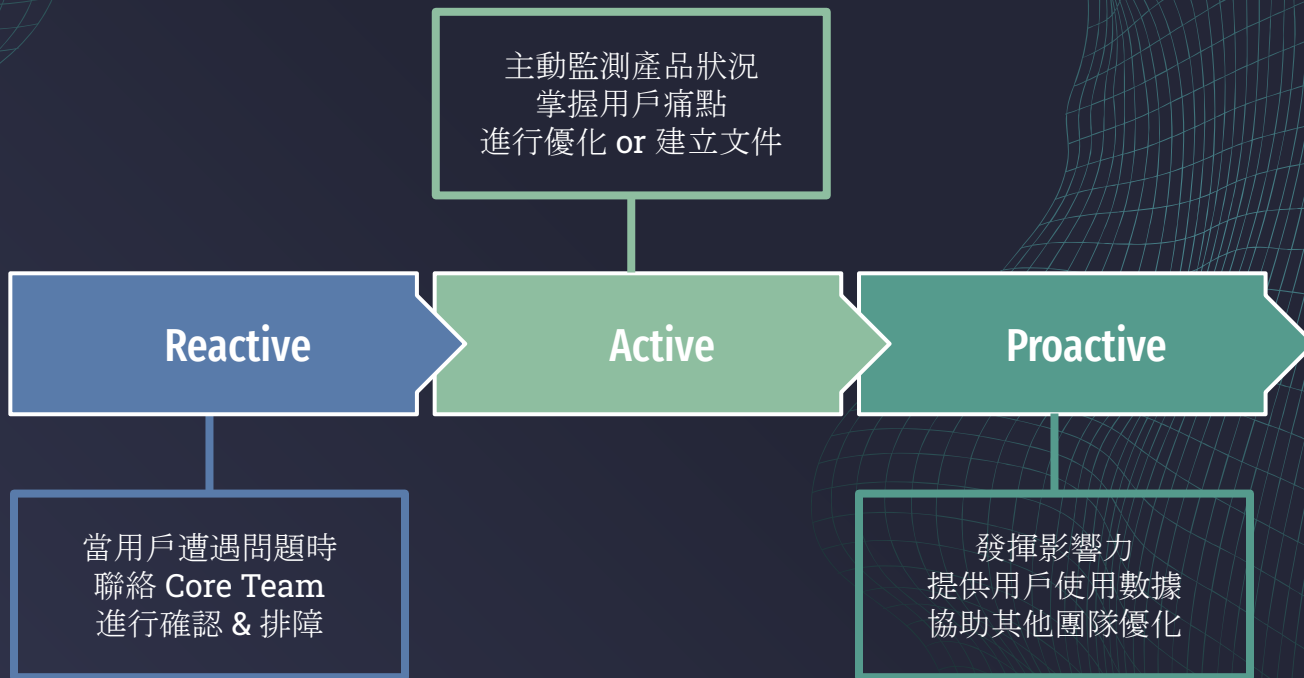 主動監測產品狀況
掌握用戶痛點
進行優化 or 建立文件
Reactive
Active
Proactive
當用戶遭遇問題時
聯絡 Core Team
進行確認 & 排障
發揮影響力
提供用戶使用數據
協助其他團隊優化